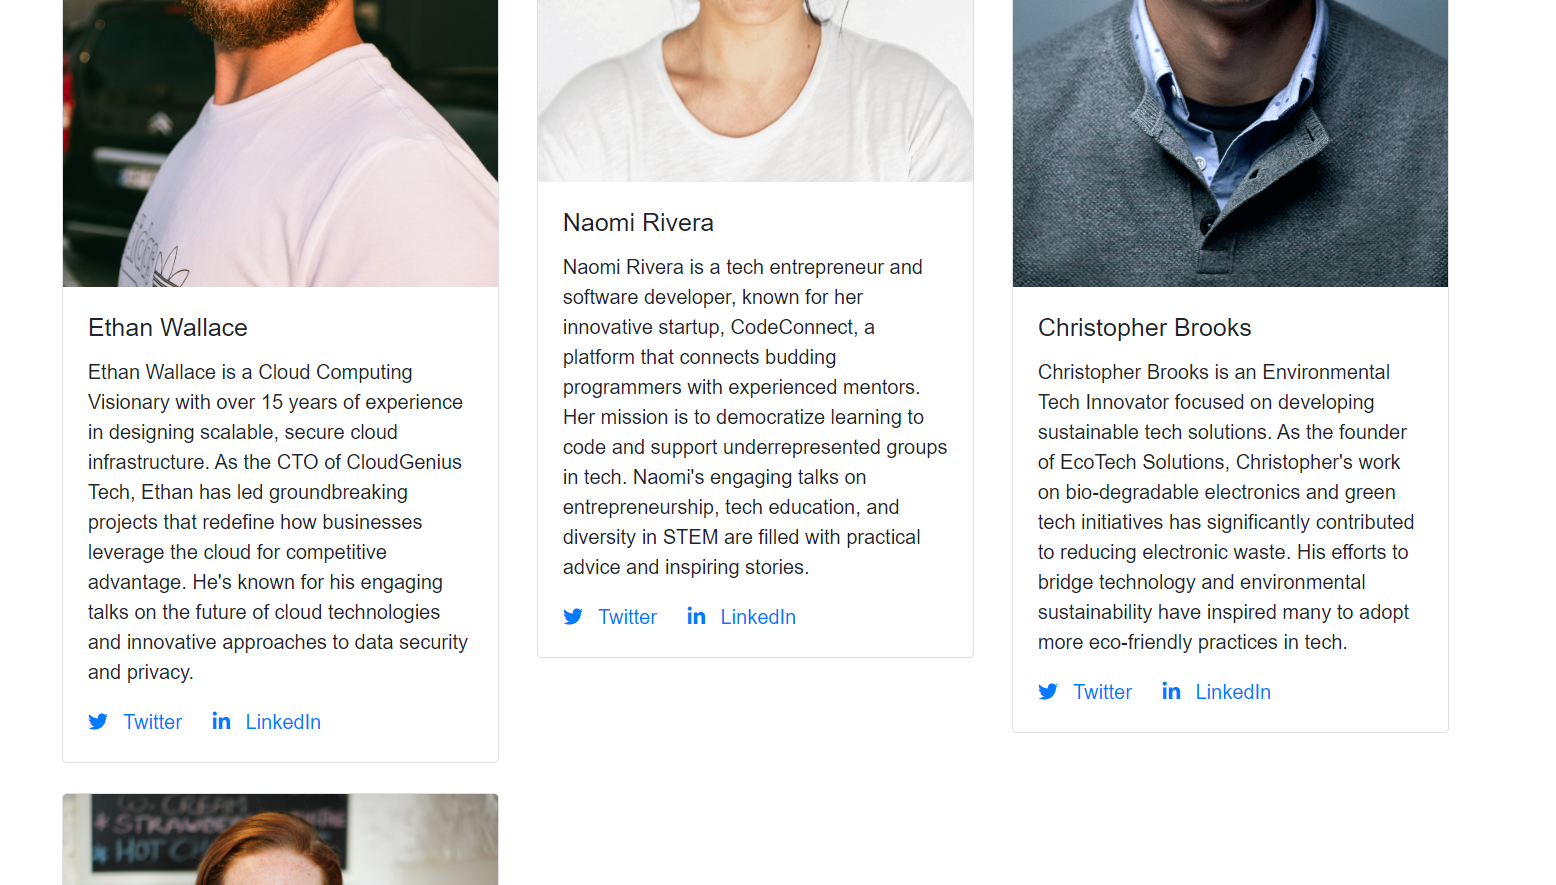 Ethan Wallace
Ethan Wallace is a Cloud Computing
Visionary with over 15 years of experience
in designing scalable, secure cloud
infrastructure. As the CTO of CloudGenius
Tech, Ethan has led groundbreaking
projects that redefine how businesses
leverage the cloud for competitive
advantage. He's known for his engaging
talks on the future of cloud technologies
and innovative approaches to data security
and privacy.
Twitter LinkedIn
Naomi Rivera
Naomi Rivera is a tech entrepreneur and
software developer, known for her
innovative startup, CodeConnect, a
platform that connects budding
programmers with experienced mentors.
Her mission is to democratize learning to
code and support underrepresented groups
in tech. Naomi's engaging talks on
entrepreneurship, tech education, and
diversity in STEM are filled with practical
advice and inspiring stories.
Twitter LinkedIn
Christopher Brooks
Christopher Brooks is an Environmental
Tech Innovator focused on developing
sustainable tech solutions. As the founder
of EcoTech Solutions, Christopher's work
on bio-degradable electronics and green
tech initiatives has significantly contributed
to reducing electronic waste. His efforts to
bridge technology and environmental
sustainability have inspired many to adopt
more eco-friendly practices in tech.
Twitter LinkedIn
CREAM
HOT